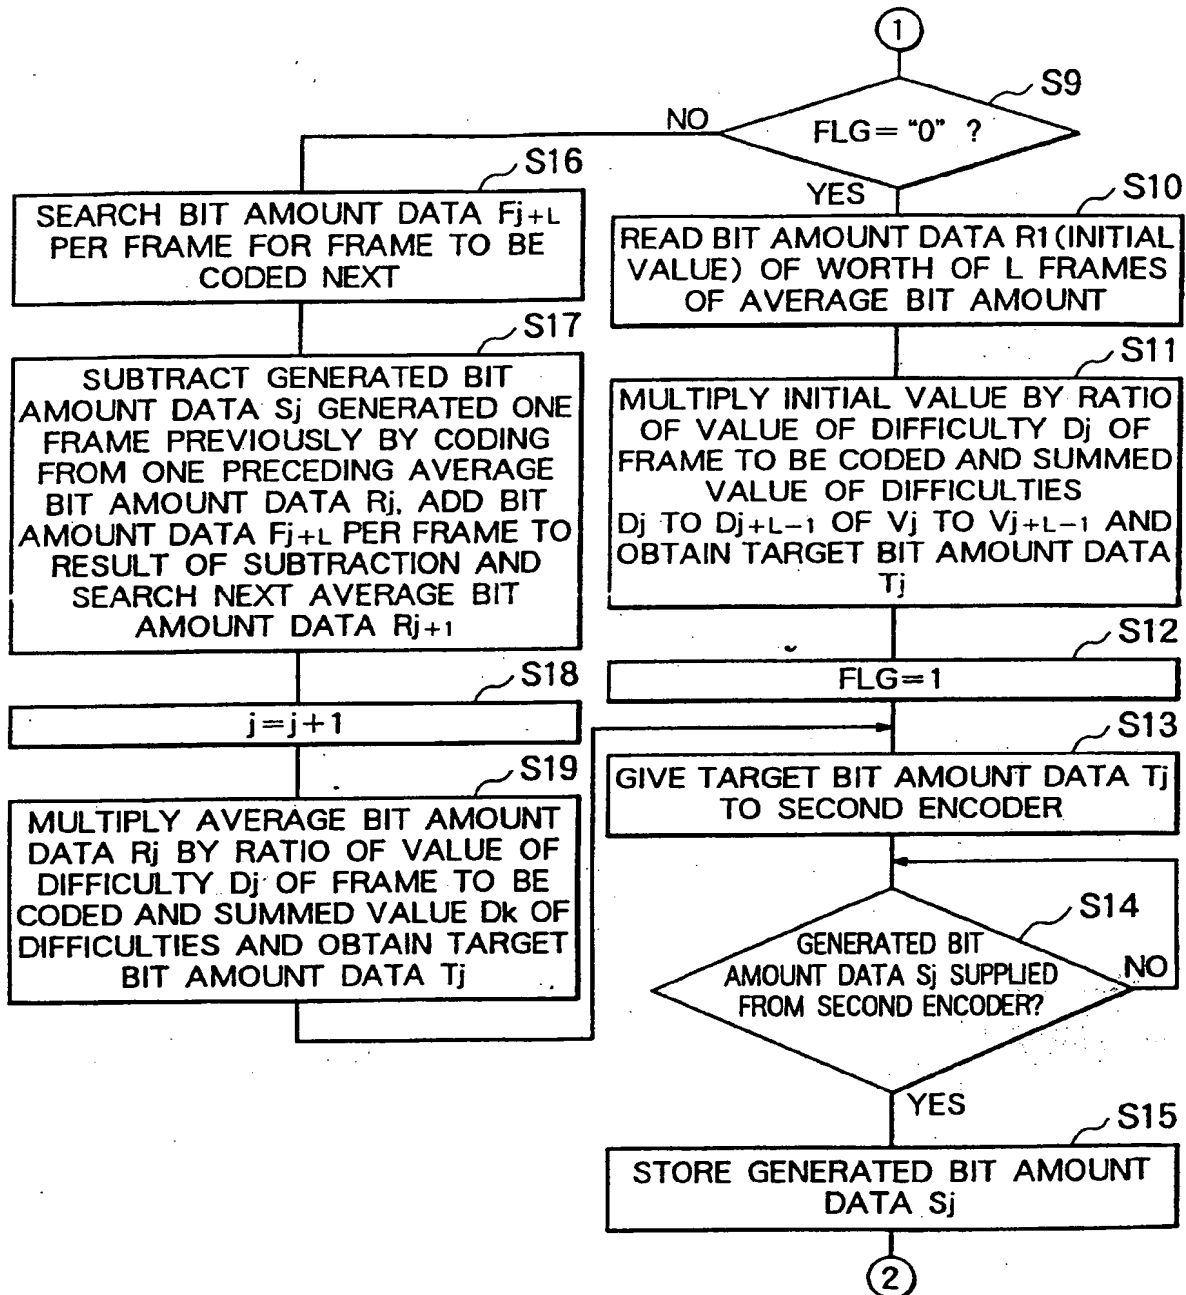 1
S9
FLG="0" ?
NO
YES
S10
READ BIT AMOUNT DATA R1(INITIAL
VALUE) OF WORTH OF L FRAMES
OF AVERAGE BIT AMOUNT
S11
MULTIPLY INITIAL VALUE BY RATIO
OF VALUE OF DIFFICULTY Dj OF
FRAME TO BE CODED AND SUMMED
VALUE OF DIFFICULTIES
Dj TO Dj+L-1 OF Vj TO Vj+L-1 AND
OBTAIN TARGET BIT AMOUNT DATA
Tj
S12
FLG=1
S13
GIVE TARGET BIT AMOUNT DATA Tj
TO SECOND ENCODER
S14
GENERATED BIT
AMOUNT DATA Sj SUPPLIED
FROM SECOND ENCODER?
NO
YES
S15
STORE GENERATED BIT AMOUNT
DATA Sj
2
S16
SEARCH BIT AMOUNT DATA Fj+L
PER FRAME FOR FRAME TO BE
CODED NEXT
S17
SUBTRACT GENERATED BIT
AMOUNT DATA Sj GENERATED ONE
FRAME PREVIOUSLY BY CODING
FROM ONE PRECEDING AVERAGE
BIT AMOUNT DATA Rj, ADD BIT
AMOUNT DATA Fj+L PER FRAME TO
RESULT OF SUBTRACTION AND
SEARCH NEXT AVERAGE BIT
AMOUNT DATA Rj+1
S18
j=j+1
S19
MULTIPLY AVERAGE BIT AMOUNT
DATA Rj BY RATIO OF VALUE OF
DIFFICULTY Dj OF FRAME TO BE
CODED AND SUMMED VALUE Dk OF
DIFFICULTIES AND OBTAIN TARGET
BIT AMOUNT DATA Tj